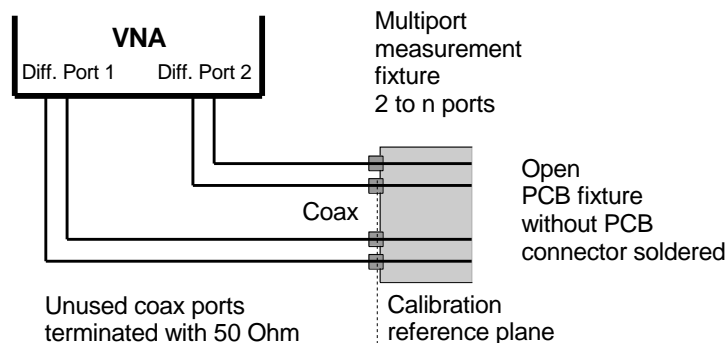 VNA
Diff. Port 1
Diff. Port 2
Multiport
measurement
fixture
2 to n ports
Open
PCB fixture
without PCB
connector soldered
Coax
Unused coax ports
terminated with 50 Ohm
Calibration
reference plane